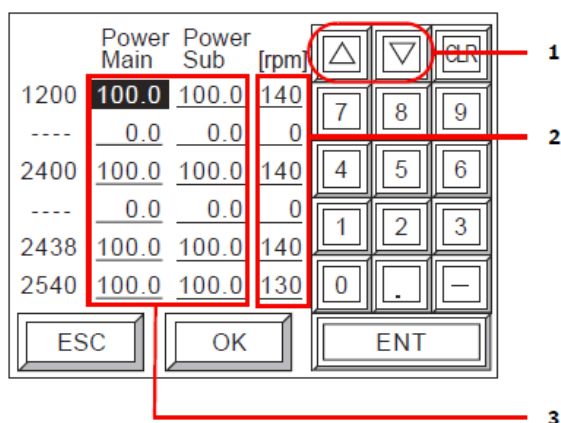 Power Power
Main Sub [rpm] △ ▽ CLR 1
1200 100.0 100.0 140 7 8 9
---- 0.0 0.0 0 2
2400 100.0 100.0 140 4 5 6
---- 0.0 0.0 0
2438 100.0 100.0 140 1 2 3
2540 100.0 100.0 130 0 . —
ESC OK ENT
3